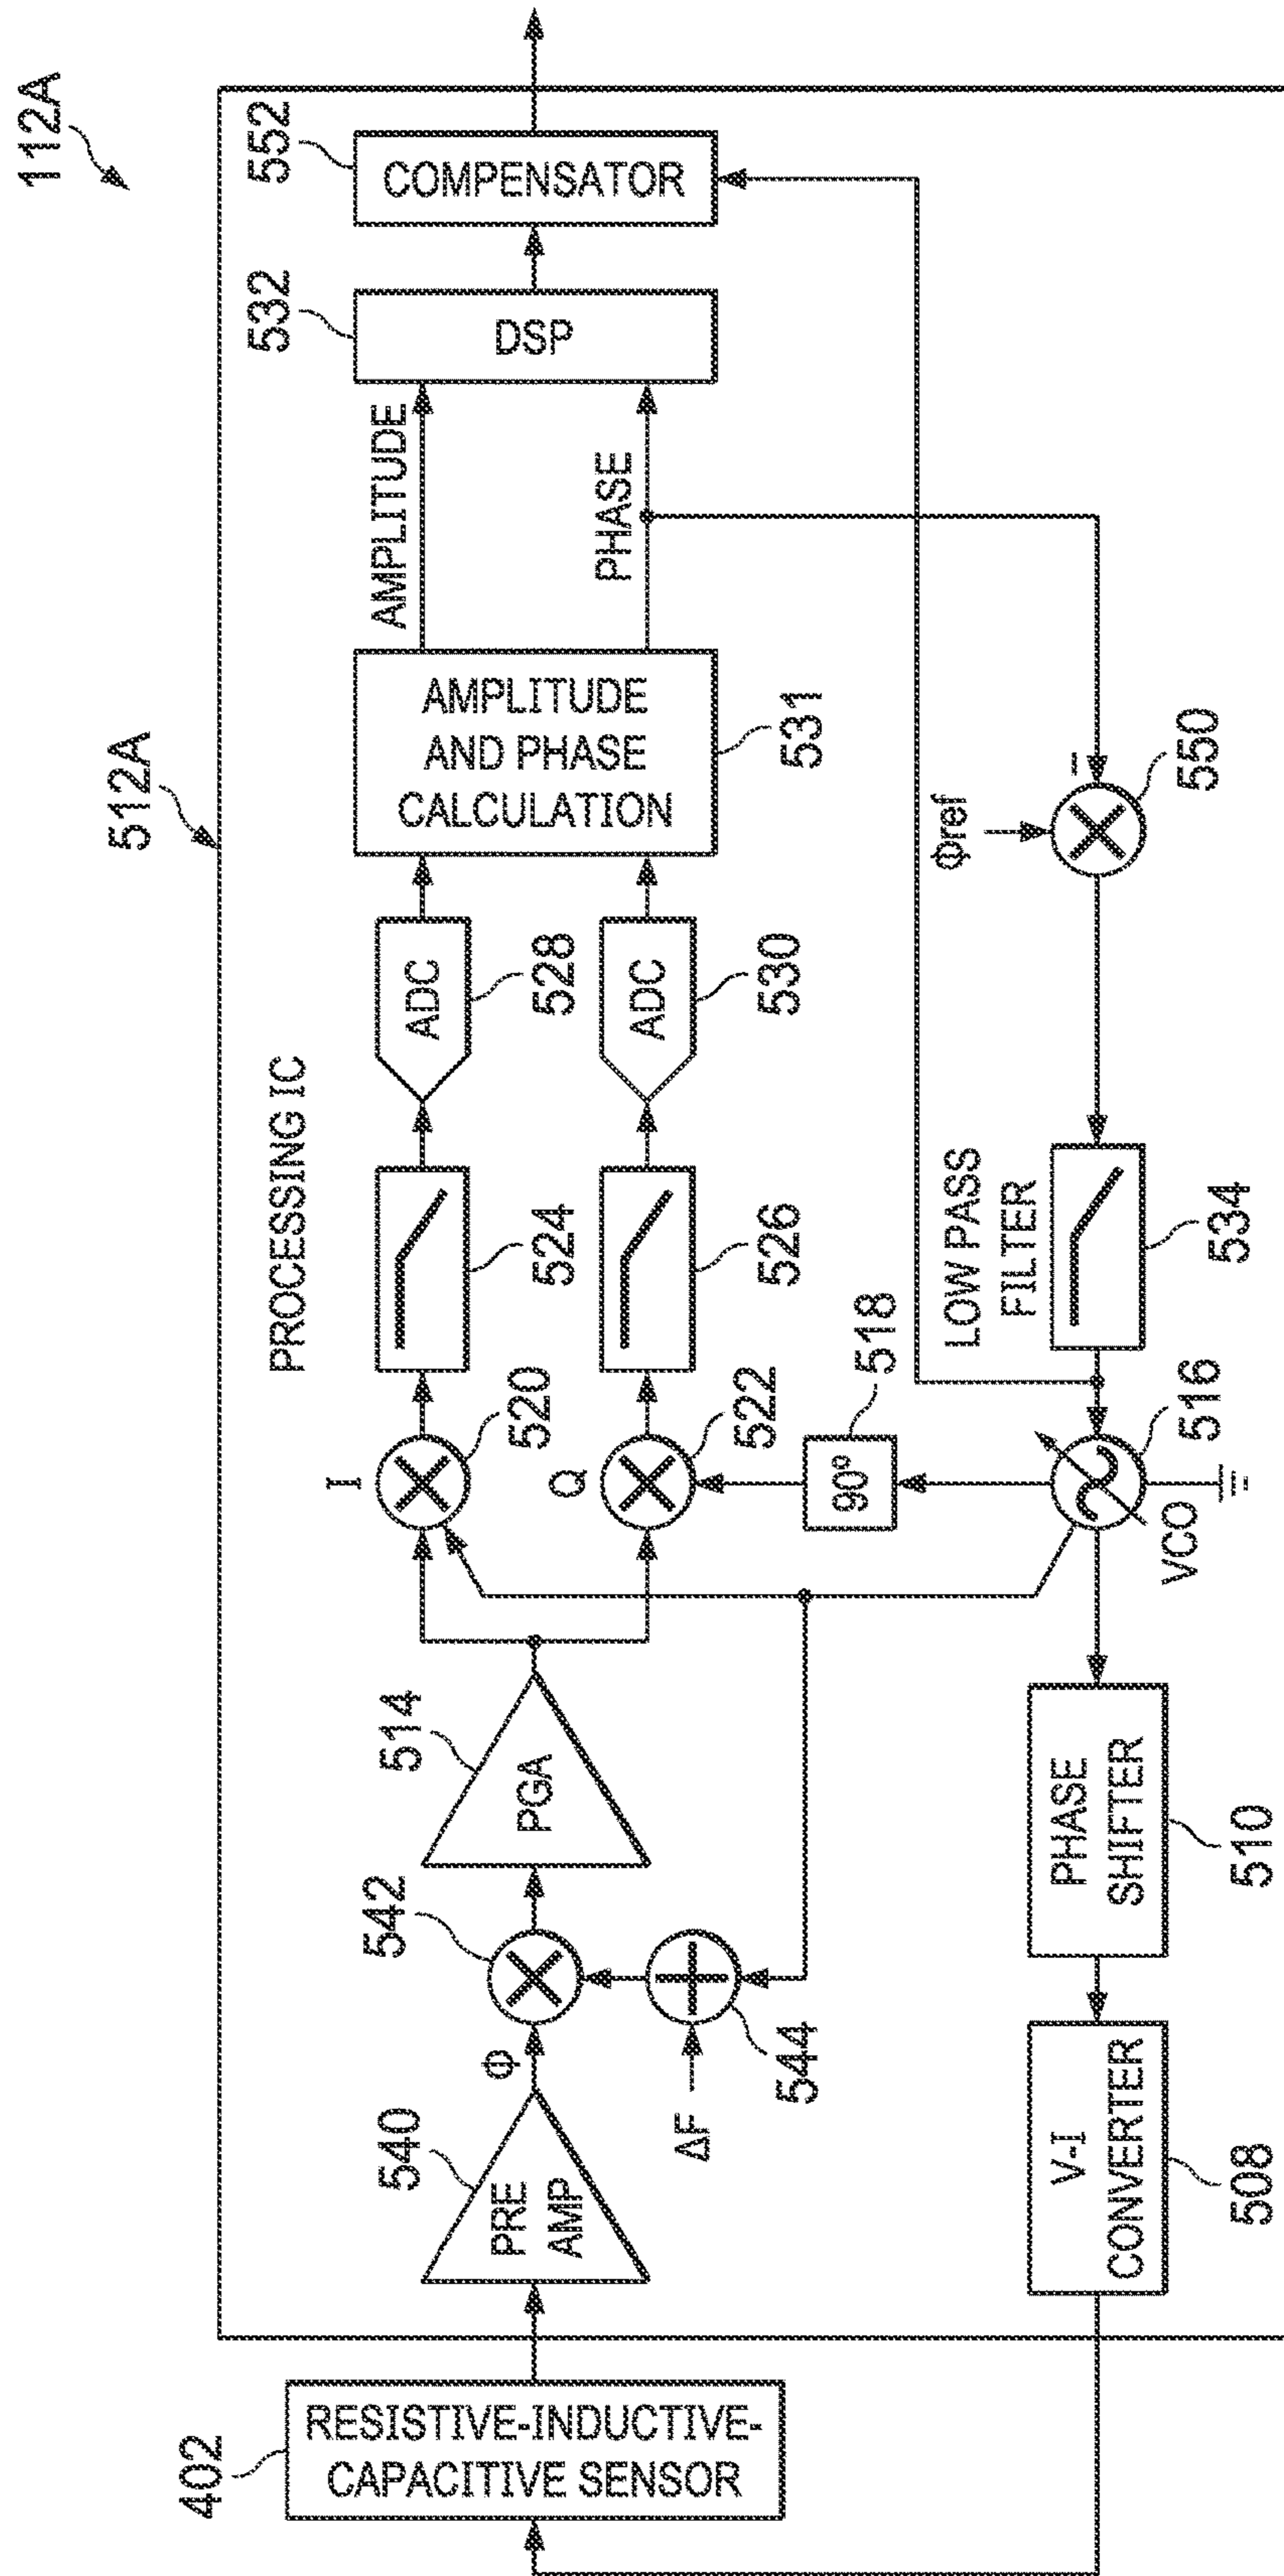 112A
512A
PROCESSING IC
402
RESISTIVE-INDUCTIVE-
CAPACITIVE SENSOR
540
PRE
AMP
Φ
542
ΔF
544
514
PGA
I
520
Q
522
524
526
ADC
528
ADC
530
AMPLITUDE
AND PHASE
CALCULATION
531
AMPLITUDE
PHASE
532
DSP
552
COMPENSATOR
90°
518
V-I
CONVERTER
508
PHASE
SHIFTER
510
VCO
516
LOW PASS
FILTER
534
Φref
−
550